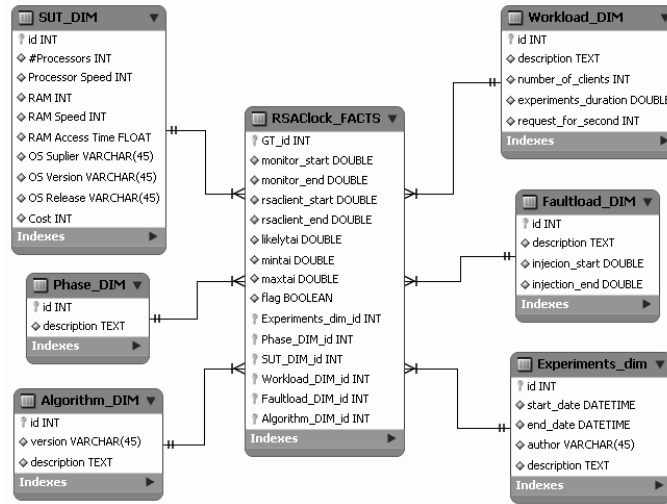 SUT_DIM
id INT
#Processors INT
Processor Speed INT
RAM INT
RAM Speed INT
RAM Access Time FLOAT
OS Suplier VARCHAR(45)
OS Version VARCHAR(45)
OS Release VARCHAR(45)
Cost INT
Indexes
Phase_DIM
id INT
description TEXT
Indexes
Algorithm_DIM
id INT
version VARCHAR(45)
description TEXT
Indexes
RSAClock_FACTS
GT_id INT
monitor_start DOUBLE
monitor_end DOUBLE
rsaclient_start DOUBLE
rsaclient_end DOUBLE
likelytai DOUBLE
mintai DOUBLE
maxtai DOUBLE
flag BOOLEAN
Experiments_dim_id INT
Phase_DIM_id INT
SUT_DIM_id INT
Workload_DIM_id INT
Faultload_DIM_id INT
Algorithm_DIM_id INT
Indexes
Workload_DIM
id INT
description TEXT
number_of_clients INT
experiments_duration DOUBLE
request_for_second INT
Indexes
Faultload_DIM
id INT
description TEXT
injecion_start DOUBLE
injection_end DOUBLE
Indexes
Experiments_dim
id INT
start_date DATETIME
end_date DATETIME
author VARCHAR(45)
description TEXT
Indexes